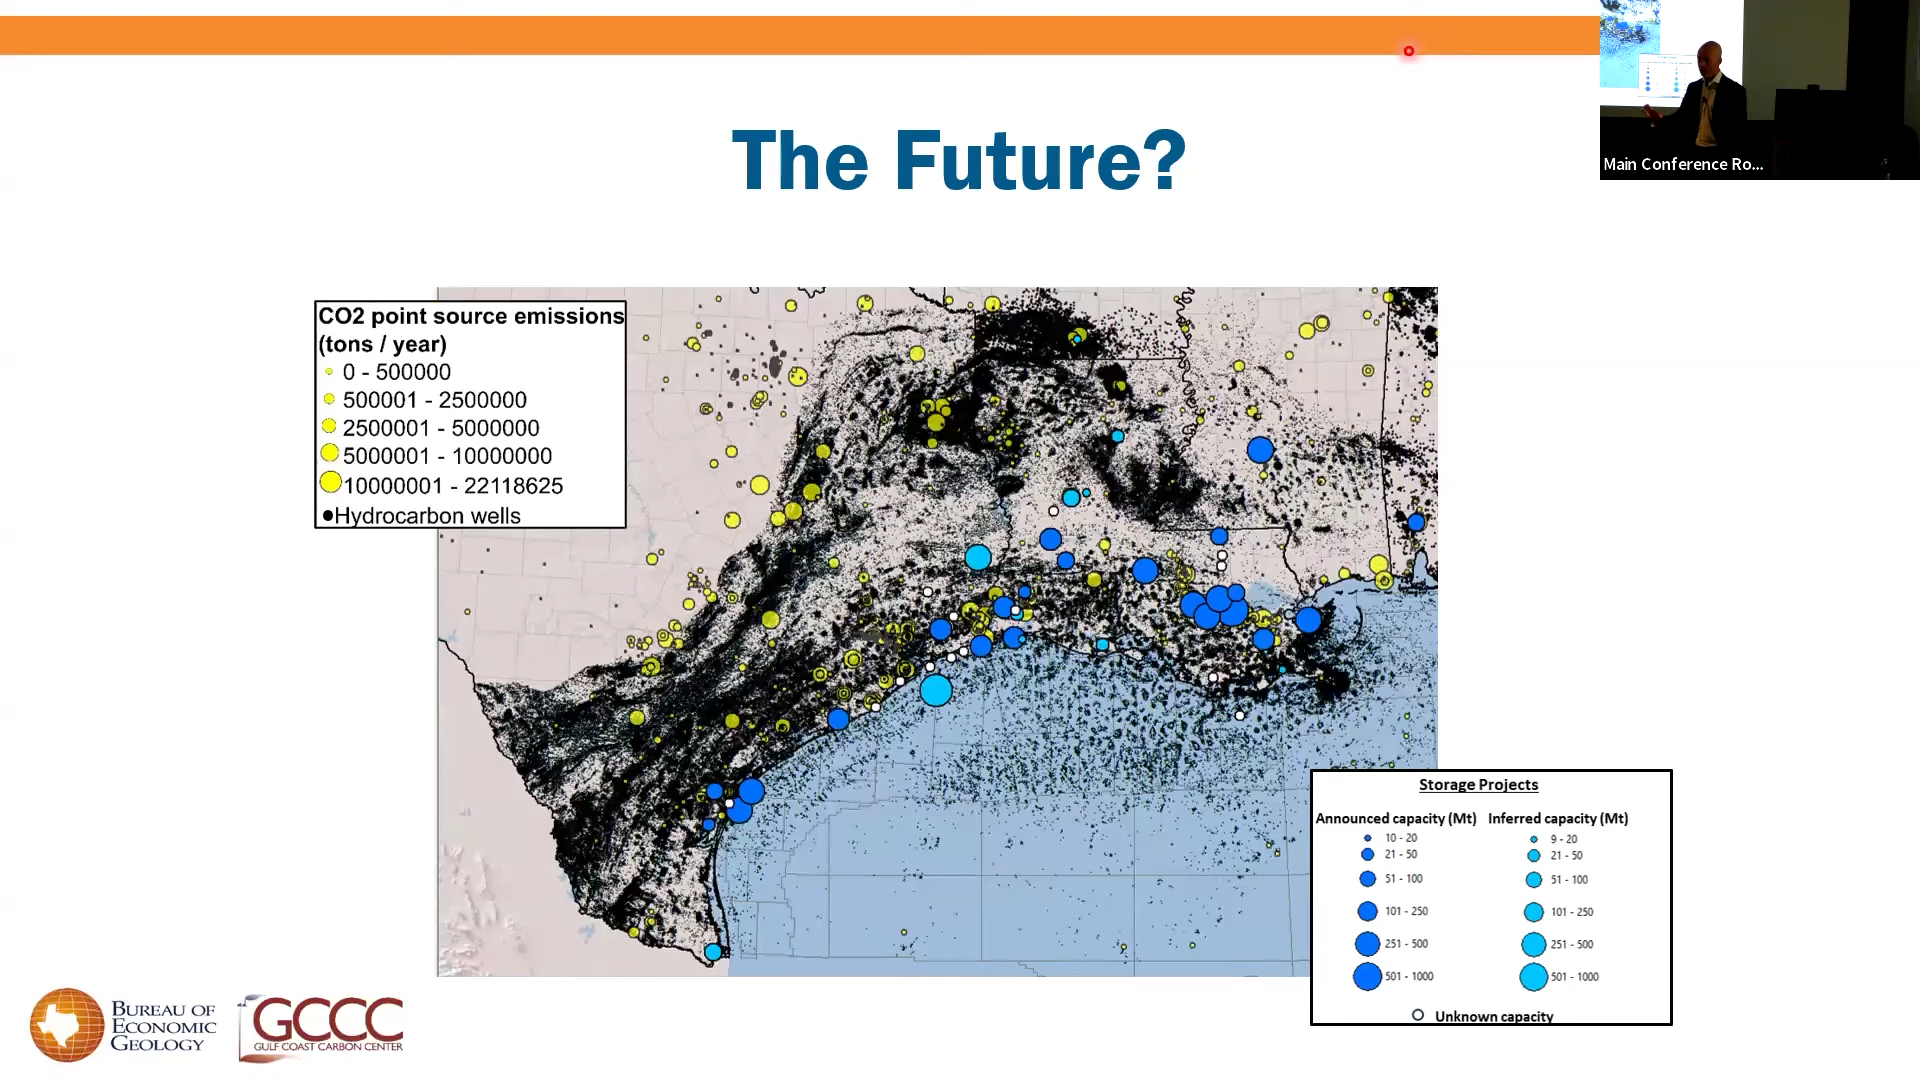 The Future?
Main Conference Ro...
CO2 point source emissions
(tons / year)
0 - 500000
500001 - 2500000
2500001 - 5000000
5000001 - 10000000
10000001 - 22118625
Hydrocarbon wells
Storage Projects
Announced capacity (Mt) Inferred capacity (Mt)
10 - 20 9 - 20
21 - 50 21 - 50
51 - 100 51 - 100
101 - 250 101 - 250
251 - 500 251 - 500
501 - 1000 501 - 1000
Unknown capacity
BUREAU OF
ECONOMIC
GEOLOGY
GCCC
GULF COAST CARBON CENTER